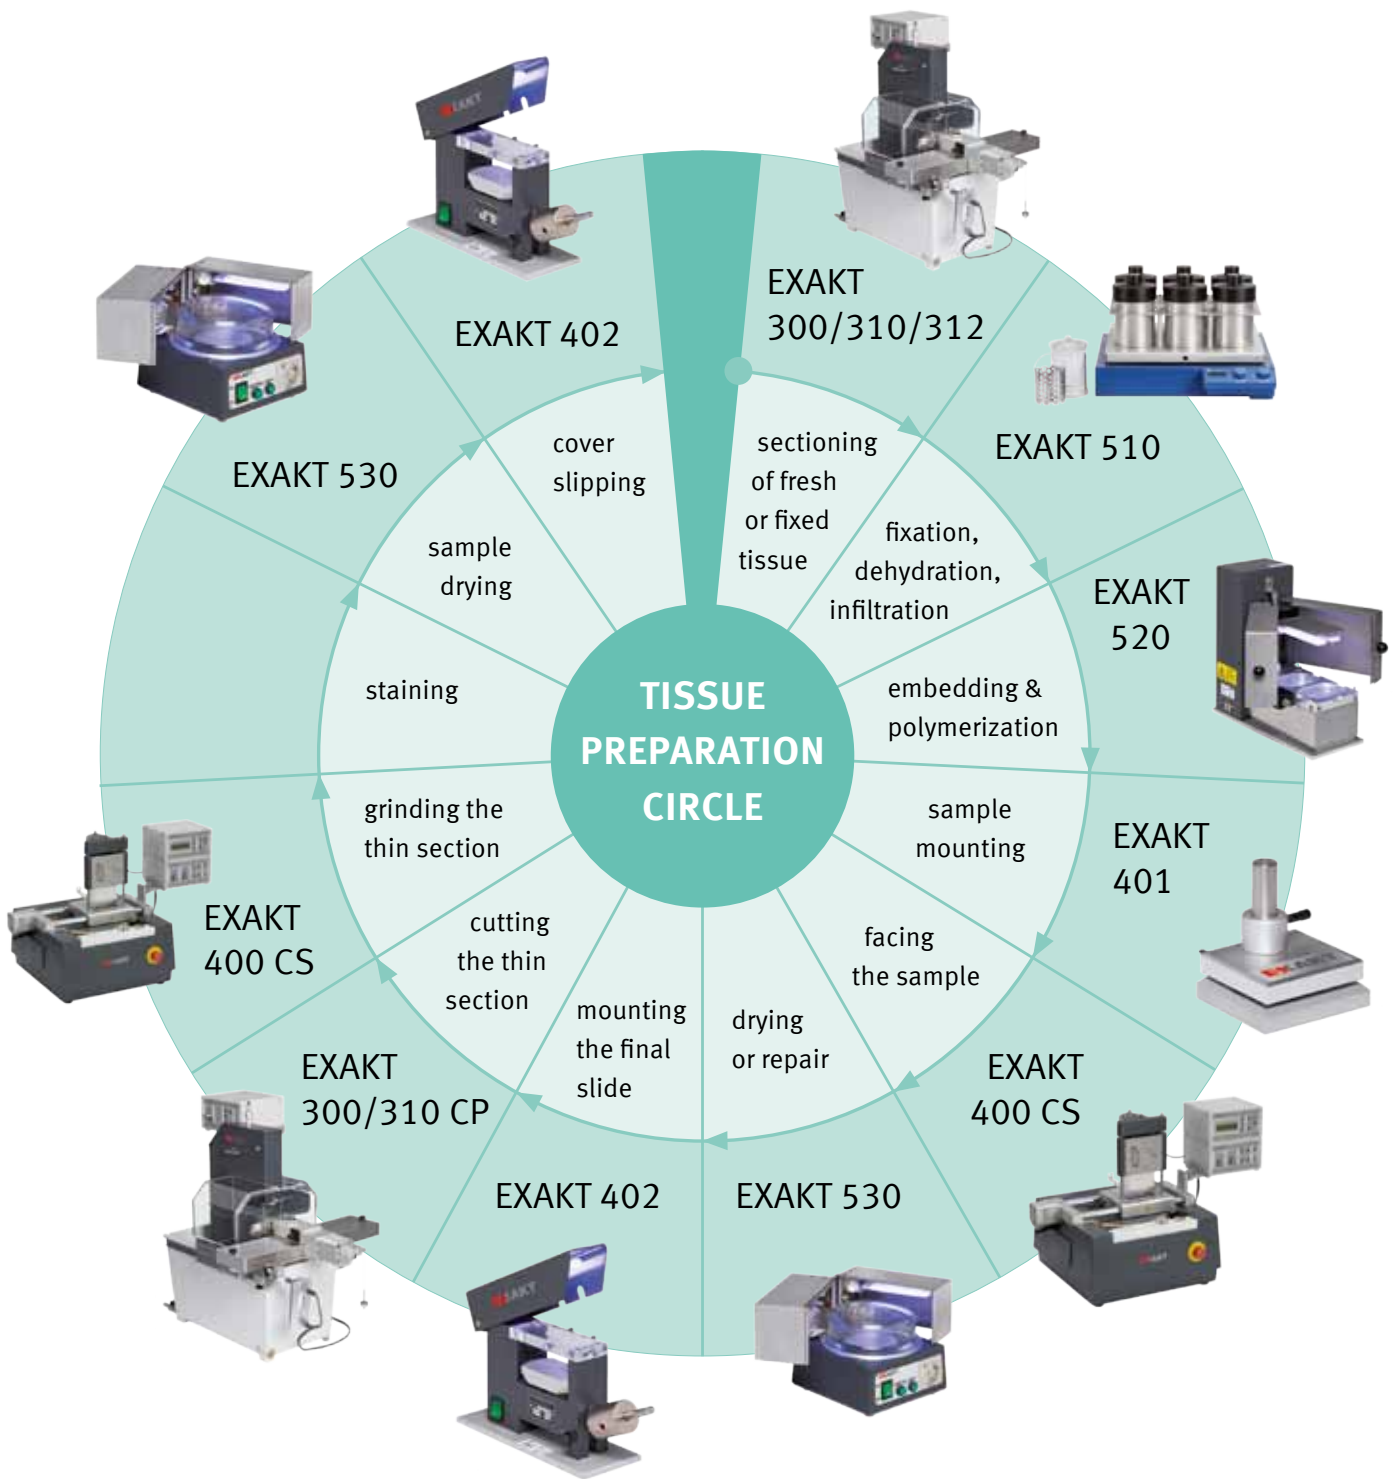 TISSUE
PREPARATION
CIRCLE
EXAKT
300/310/312
sectioning
of fresh
or fixed
tissue
EXAKT 510
fixation,
dehydration,
infiltration
EXAKT
520
embedding &
polymerization
EXAKT
401
sample
mounting
EXAKT
EXAKT
400 CS
facing
the sample
EXAKT 530
drying
or repair
EXAKT 402
mounting
the final
slide
EXAKT
EXAKT
300/310 CP
cutting
the thin
section
EXAKT
400 CS
grinding the
thin section
staining
EXAKT 530
sample
drying
EXAKT 402
cover
slipping
EXAKT